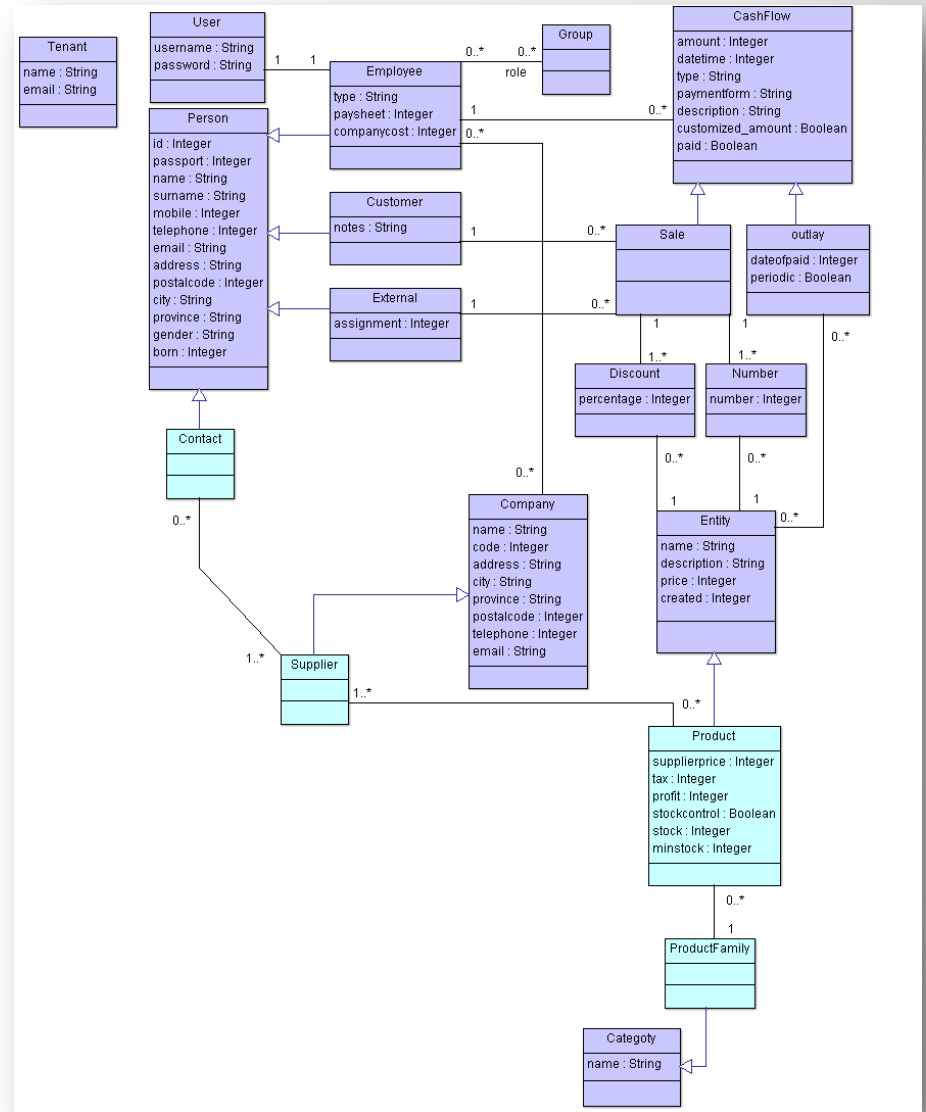 Tenant
name : String
email : String
User
username : String
password : String
1
1
Employee
type : String
paysheet : Integer
companycost : Integer
0..*
0..*
role
Group
1
0..*
0..*
CashFlow
amount : Integer
datetime : Integer
type : String
paymentform : String
description : String
customized_amount : Boolean
paid : Boolean
Person
id : Integer
passport : Integer
name : String
surname : String
mobile : Integer
telephone : Integer
email : String
address : String
postalcode : Integer
city : String
province : String
gender : String
born : Integer
Customer
notes : String
1
0..*
External
assignment : Integer
1
0..*
Sale
outlay
dateofpaid : Integer
periodic : Boolean
1
1
0..*
1..*
1..*
Discount
percentage : Integer
Number
number : Integer
0..*
0..*
1
1
0..*
Contact
0..*
0..*
Company
name : String
code : Integer
address : String
city : String
province : String
postalcode : Integer
telephone : Integer
email : String
Entity
name : String
description : String
price : Integer
created : Integer
1..*
Supplier
1..*
0..*
Product
supplierprice : Integer
tax : Integer
profit : Integer
stockcontrol : Boolean
stock : Integer
minstock : Integer
0..*
1
ProductFamily
Categoty
name : String